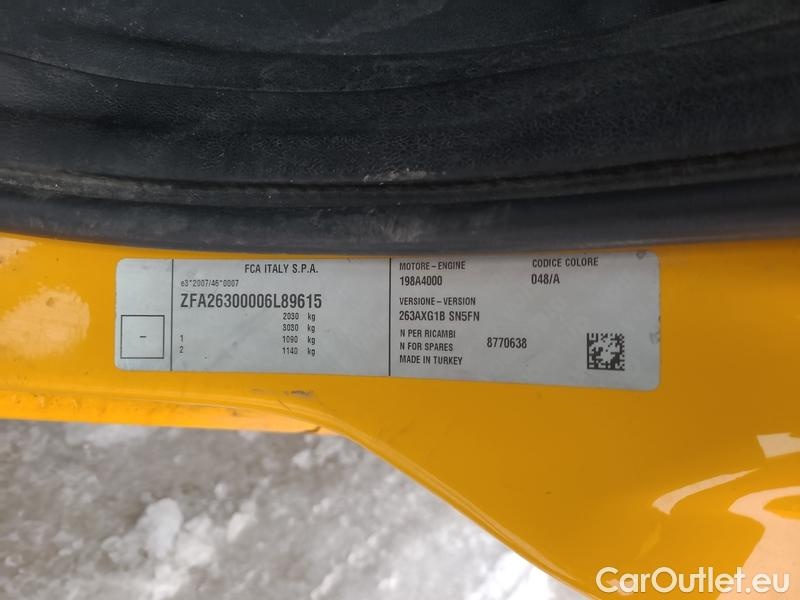 FCA ITALY S.P.A.
e3*2007/46*0007
ZFA26300006L89615
2030 kg
3030 kg
1 1090 kg
2 1140 kg
-
MOTORE - ENGINE
198A4000
CODICE COLORE
048/A
VERSIONE - VERSION
263AXG1B SN5FN
N PER RICAMBI
N FOR SPARES 8770638
MADE IN TURKEY
CarOutlet.eu